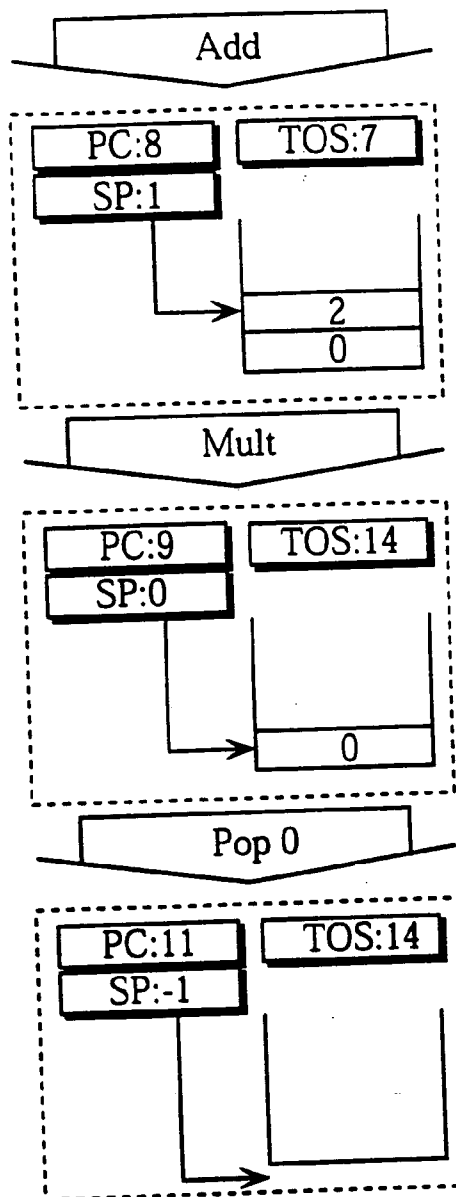 Add
PC:8 TOS:7
SP:1
2
0
Mult
PC:9 TOS:14
SP:0
0
Pop 0
PC:11 TOS:14
SP:-1